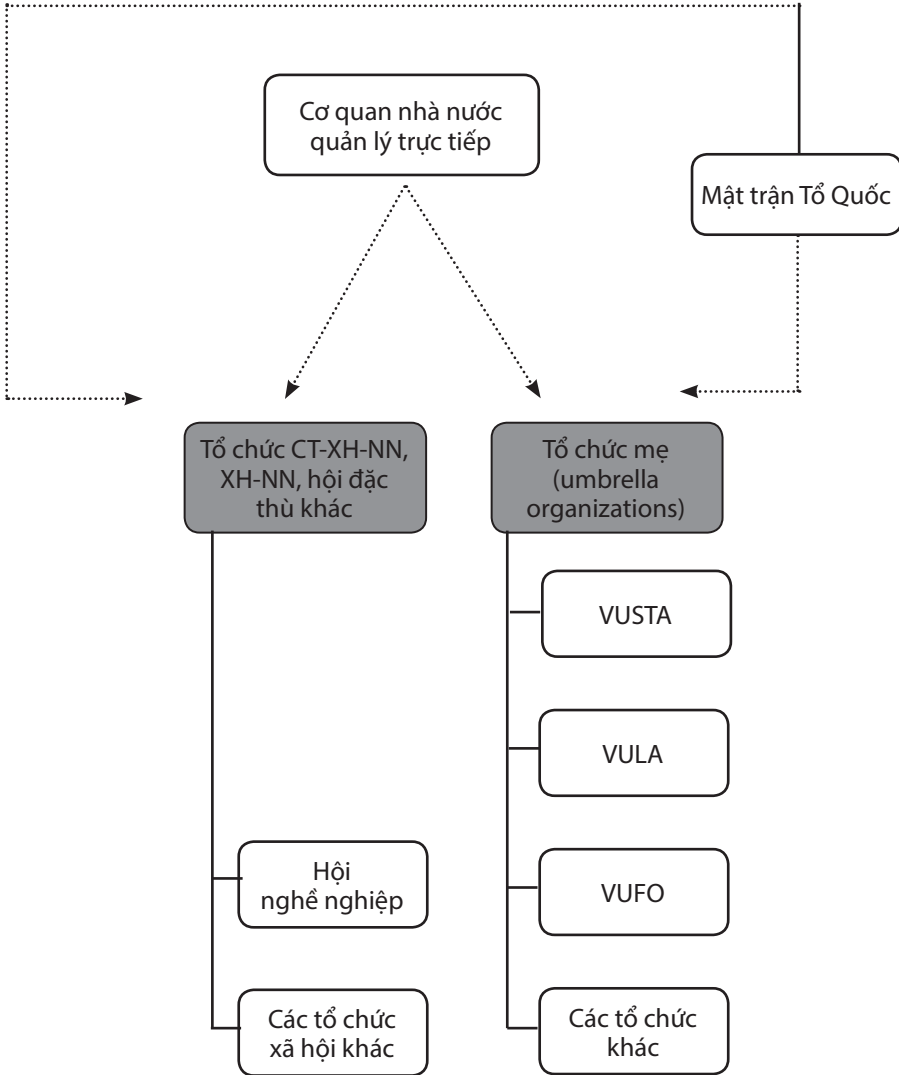 Cơ quan nhà nước
quản lý trực tiếp
Mật trận Tổ Quốc
Tổ chức CT-XH-NN,
XH-NN, hội đặc
thù khác
Tổ chức mẹ
(umbrella
organizations)
VUSTA
VULA
Hội
nghề nghiệp
VUFO
Các tổ chức
xã hội khác
Các tổ chức
khác